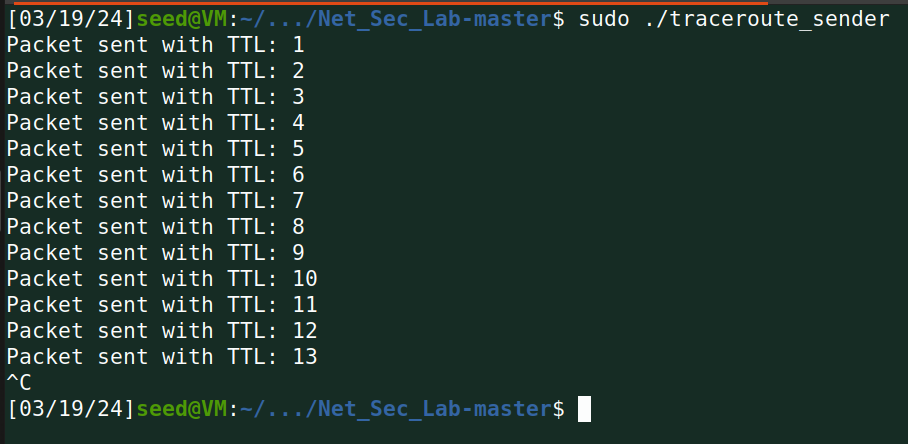 [03/19/24]seed@VM:~/.../Net_Sec_Lab-master$ sudo ./traceroute_sender
Packet sent with TTL: 1
Packet sent with TTL: 2
Packet sent with TTL: 3
Packet sent with TTL: 4
Packet sent with TTL: 5
Packet sent with TTL: 6
Packet sent with TTL: 7
Packet sent with TTL: 8
Packet sent with TTL: 9
Packet sent with TTL: 10
Packet sent with TTL: 11
Packet sent with TTL: 12
Packet sent with TTL: 13
^C
[03/19/24]seed@VM:~/.../Net_Sec_Lab-master$